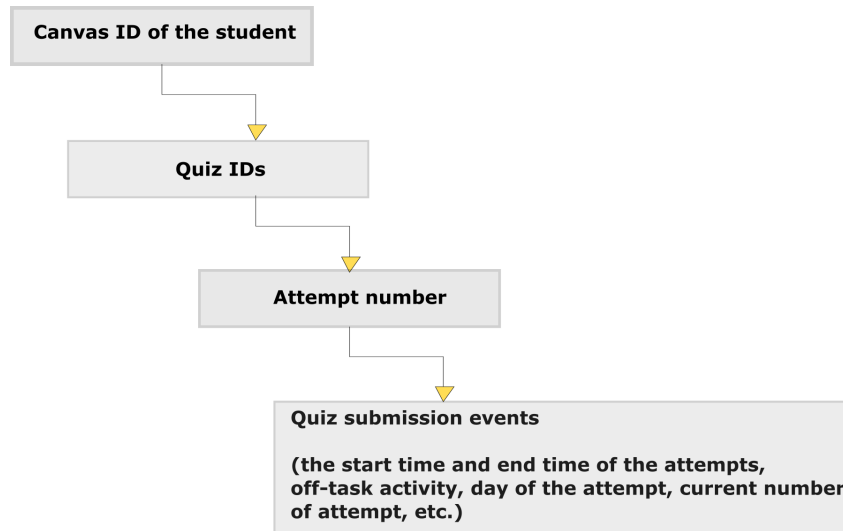 Canvas ID of the student
Quiz IDs
Attempt number
Quiz submission events
(the start time and end time of the attempts,
off-task activity, day of the attempt, current number
of attempt, etc.)